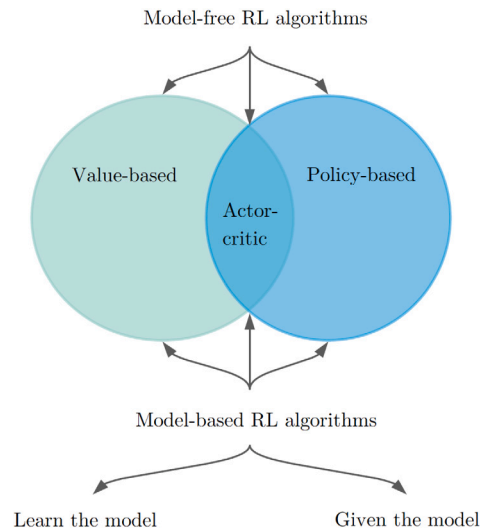 Model-free RL algorithms
Value-based
Policy-based
Actor-
critic
Model-based RL algorithms
Learn the model
Given the model